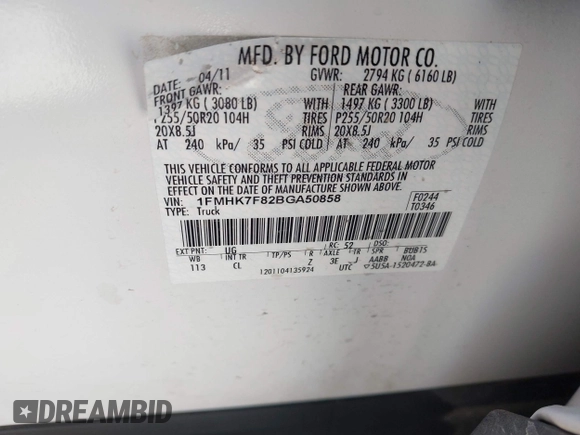 MFD. BY FORD MOTOR CO.
DATE: 04/11 GVWR: 2794 KG ( 6160 LB)
FRONT GAWR: REAR GAWR:
1397 KG ( 3080 LB) WITH 1497 KG ( 3300 LB) WITH
P255/50R20 104H TIRES P255/50R20 104H TIRES
20X8.5J RIMS 20X8.5J RIMS
AT 240 kPa/ 35 PSI COLD AT 240 kPa/ 35 PSI COLD
THIS VEHICLE CONFORMS TO ALL APPLICABLE FEDERAL MOTOR
VEHICLE SAFETY AND THEFT PREVENTION STANDARDS IN
EFFECT ON THE DATE OF MANUFACTURE SHOWN ABOVE.
VIN: 1FMHK7F82BGA50858 F0244
TYPE: Truck T0346
EXT PNT: UG RC: 52 DSO:
WB INT TR TP/PS R AXLE TR SPR BUBTS
113 CL Z 3E J AABB NOA
1201104135924 UTC 5U5A-1520472-BA
DREAMBID